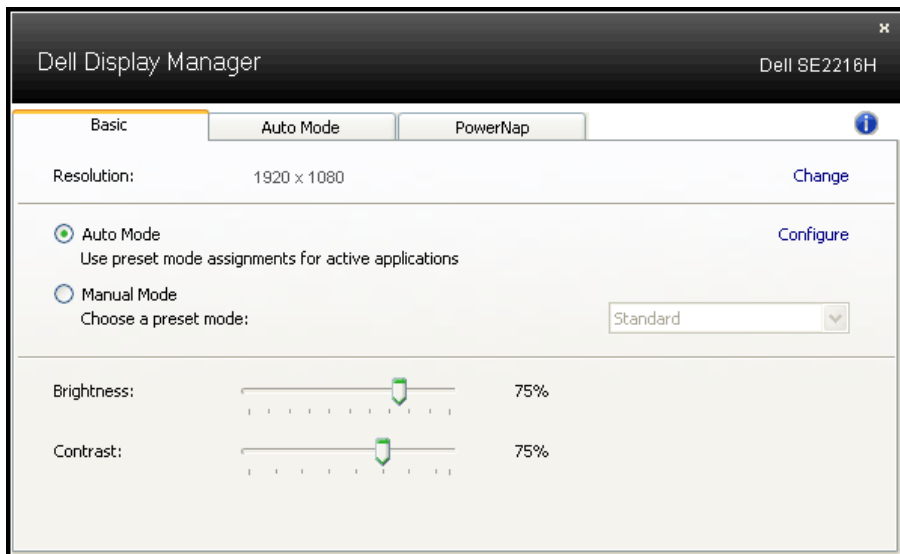 Dell Display Manager
Dell SE2216H
Basic
Auto Mode
PowerNap
Resolution:
1920 x 1080
Change
Auto Mode
Configure
Use preset mode assignments for active applications
Manual Mode
Choose a preset mode:
Standard
Brightness:
75%
Contrast:
75%